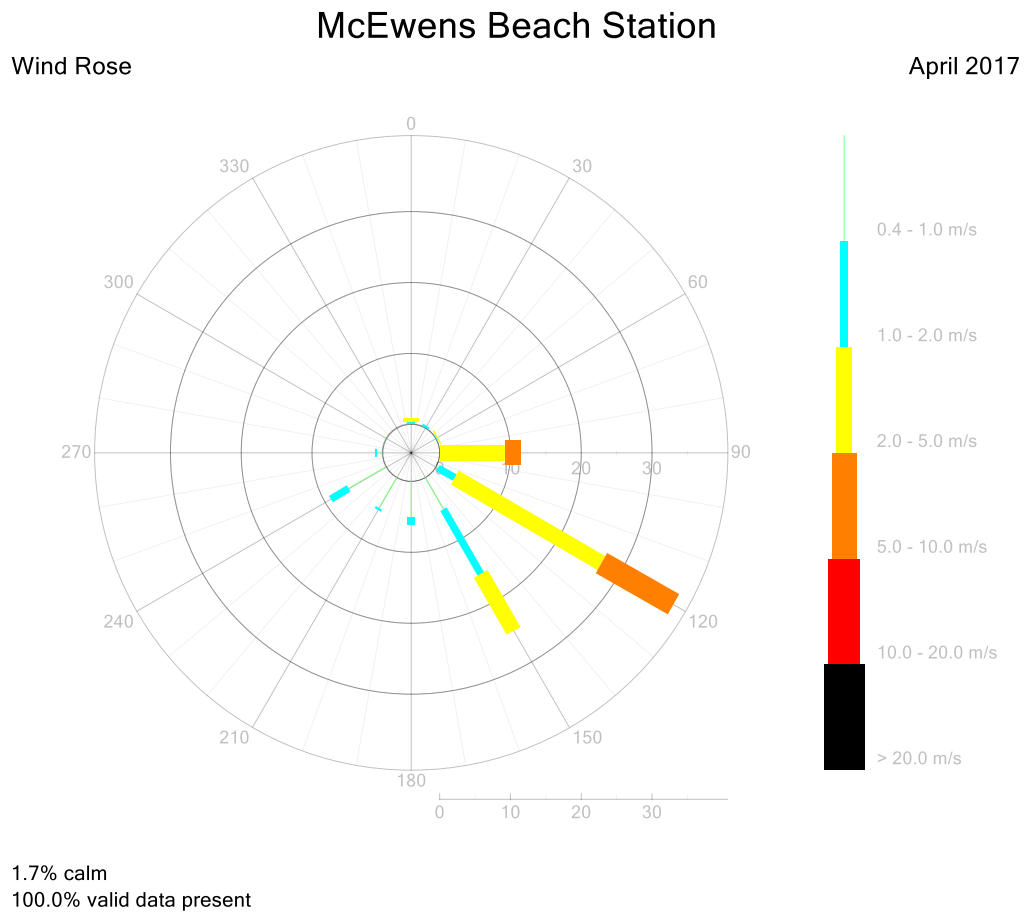 McEwens Beach Station
Wind Rose
April 2017
0
330
30
300
60
0.4 - 1.0 m/s
1.0 - 2.0 m/s
2.0 - 5.0 m/s
270
90
0
10
20
30
5.0 - 10.0 m/s
240
120
10.0 - 20.0 m/s
210
150
> 20.0 m/s
180
0
10
20
30
1.7% calm
100.0% valid data present